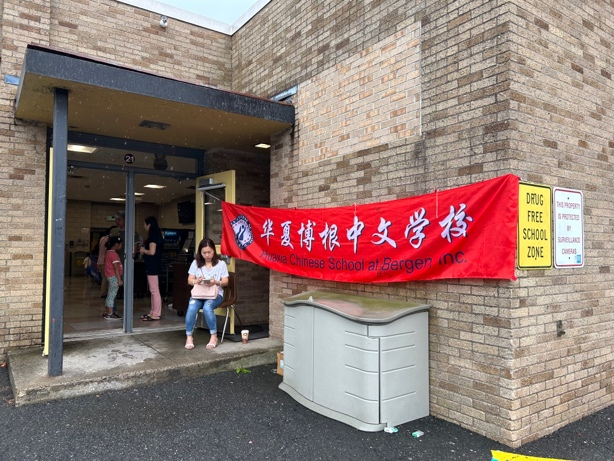 21
华夏博根中文学校
Huaxia Chinese School at Bergen Inc.
DRUG
FREE
SCHOOL
ZONE
THIS PROPERTY
IS PROTECTED
BY
SURVEILLANCE
CAMERAS